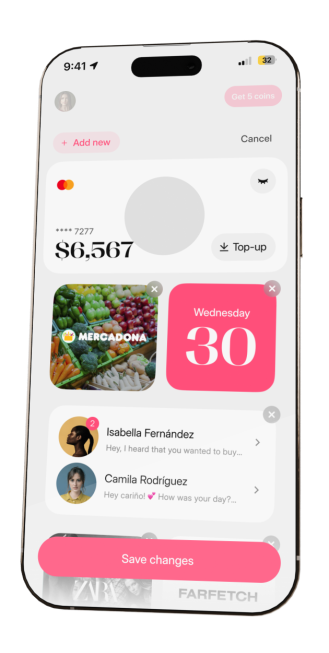 9:41
32
Get 5 coins
+ Add new
Cancel
**** 7277
$6,567
Top-up
MERCADONA
Wednesday
30
2
Isabella Fernández
Hey, I heard that you wanted to buy...
Camila Rodríguez
Hey cariño! 💕 How was your day?...
Save changes
ZARA
FARFETCH